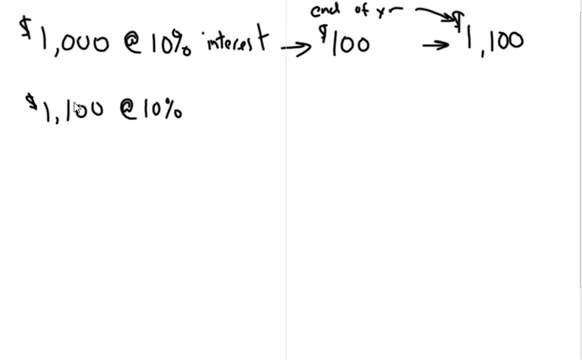 end of yr
$1,000 @ 10% interest → $100 → $1,100
$1,100 @ 10%